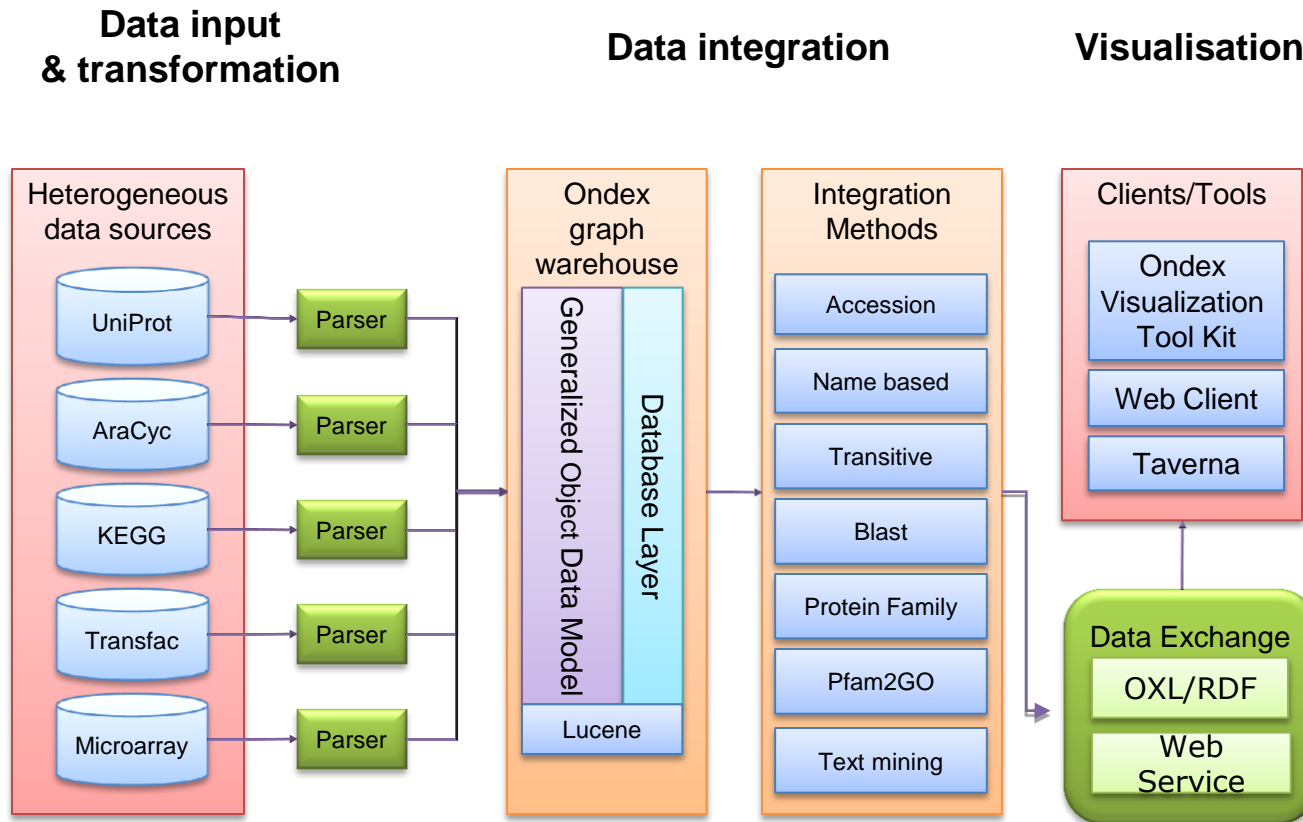 Data input
& transformation
Data integration
Visualisation
Heterogeneous
data sources
UniProt
AraCyc
KEGG
Transfac
Microarray
Parser
Parser
Parser
Parser
Parser
Ondex
graph
warehouse
Generalized Object Data Model
Database Layer
Lucene
Integration
Methods
Accession
Name based
Transitive
Blast
Protein Family
Pfam2GO
Text mining
Clients/Tools
Ondex
Visualization
Tool Kit
Web Client
Taverna
Data Exchange
OXL/RDF
Web
Service